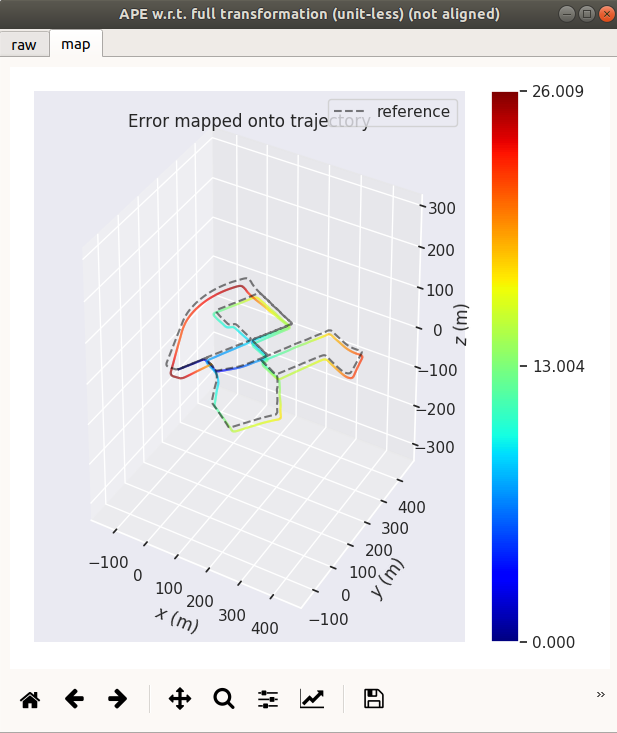 APE w.r.t. full transformation (unit-less) (not aligned)
raw
map
Error mapped onto trajectory
reference
26.009
13.004
0.000
300
200
100
0
−100
−200
−300
z (m)
400
300
200
100
0
−100
y (m)
−100
0
100
200
300
400
x (m)
»